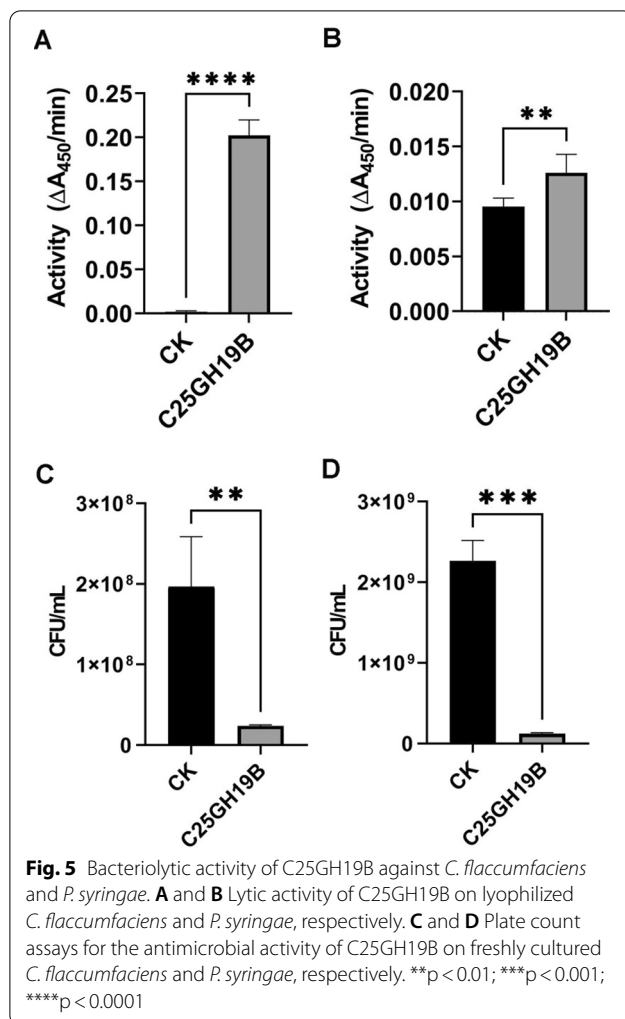 A
****
0.25
0.20
0.15
0.10
0.05
0.00
Activity (ΔA450/min)
CK
C25GH19B
B
**
0.020
0.015
0.010
0.005
0.000
Activity (ΔA450/min)
CK
C25GH19B
C
**
3×10⁸
2×10⁸
1×10⁸
0
CFU/mL
CK
C25GH19B
D
***
3×10⁹
2×10⁹
1×10⁹
0
CFU/mL
CK
C25GH19B
Fig. 5 Bacteriolytic activity of C25GH19B against C. flaccumfaciens
and P. syringae. A and B Lytic activity of C25GH19B on lyophilized
C. flaccumfaciens and P. syringae, respectively. C and D Plate count
assays for the antimicrobial activity of C25GH19B on freshly cultured
C. flaccumfaciens and P. syringae, respectively. **p < 0.01; ***p < 0.001;
****p < 0.0001